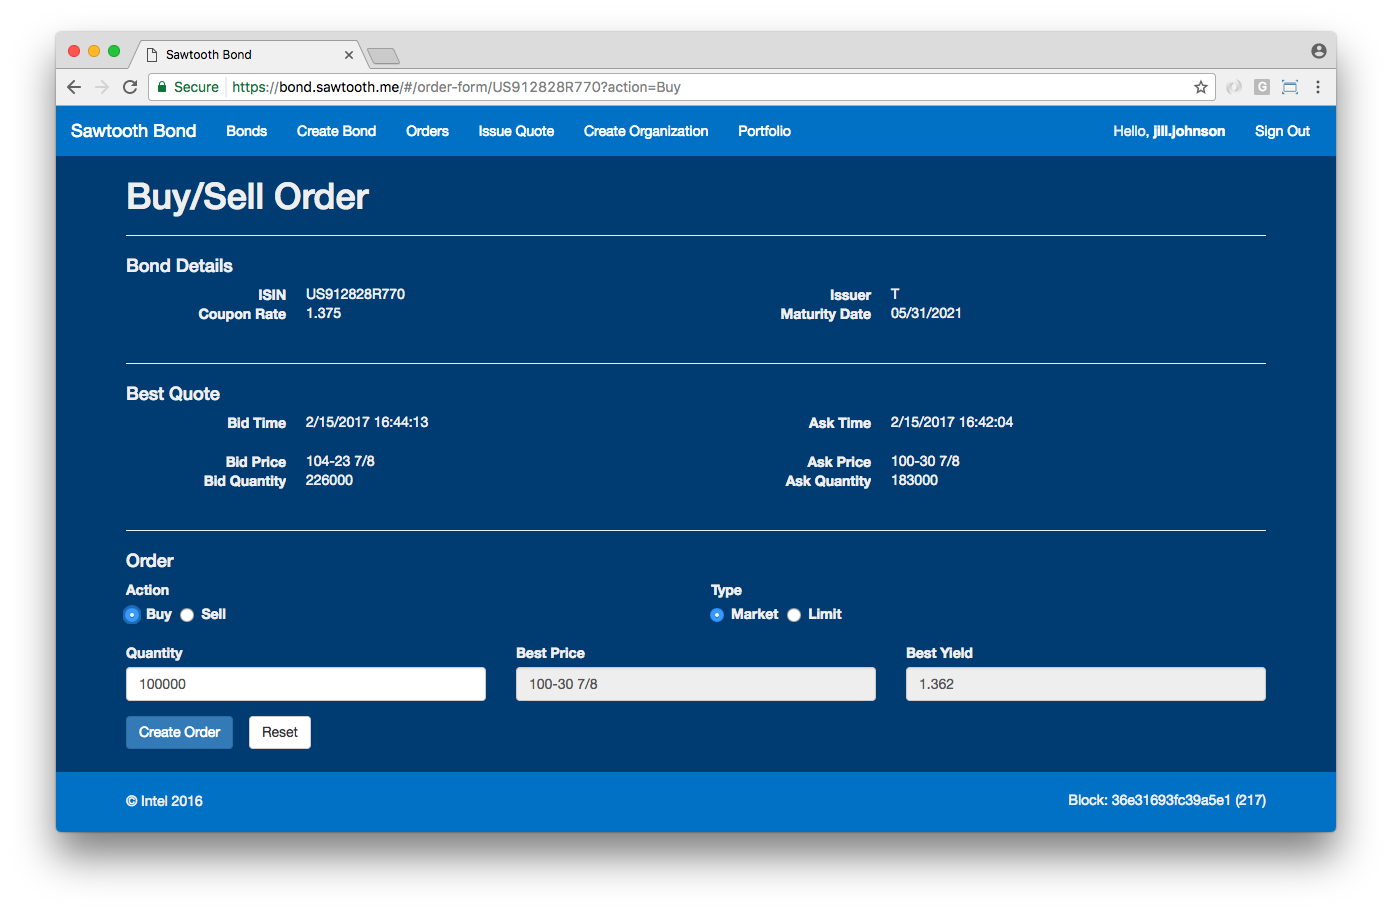 Sawtooth Bond
Secure https://bond.sawtooth.me/#/order-form/US912828R770?action=Buy
G
Sawtooth Bond Bonds Create Bond Orders Issue Quote Create Organization Portfolio Hello, jill.johnson Sign Out
Buy/Sell Order
Bond Details
ISIN US912828R770 Issuer T
Coupon Rate 1.375 Maturity Date 05/31/2021
Best Quote
Bid Time 2/15/2017 16:44:13 Ask Time 2/15/2017 16:42:04
Bid Price 104-23 7/8 Ask Price 100-30 7/8
Bid Quantity 226000 Ask Quantity 183000
Order
Action Type
Buy Sell Market Limit
Quantity Best Price Best Yield
100000 100-30 7/8 1.362
Create Order Reset
© Intel 2016 Block: 36e31693fc39a5e1 (217)